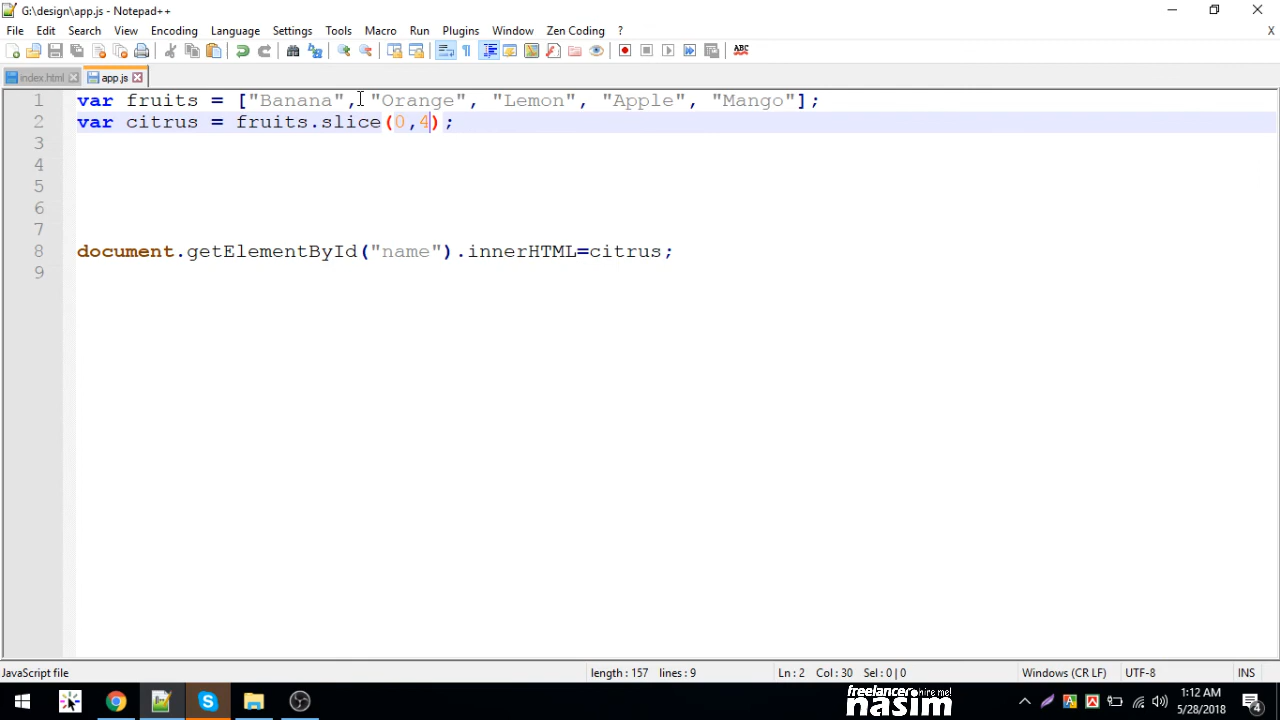 G:\design\app.js - Notepad++
File Edit Search View Encoding Language Settings Tools Macro Run Plugins Window Zen Coding ? X
ABC
index.html app.js
1 var fruits = ["Banana", "Orange", "Lemon", "Apple", "Mango"];
2 var citrus = fruits.slice(0,4);
3
4
5
6
7
8 document.getElementById("name").innerHTML=citrus;
9
JavaScript file length : 157 lines : 9 Ln : 2 Col : 30 Sel : 0 | 0 Windows (CR LF) UTF-8 INS
freelancer hire me!
nasim
1:12 AM
5/28/2018
4